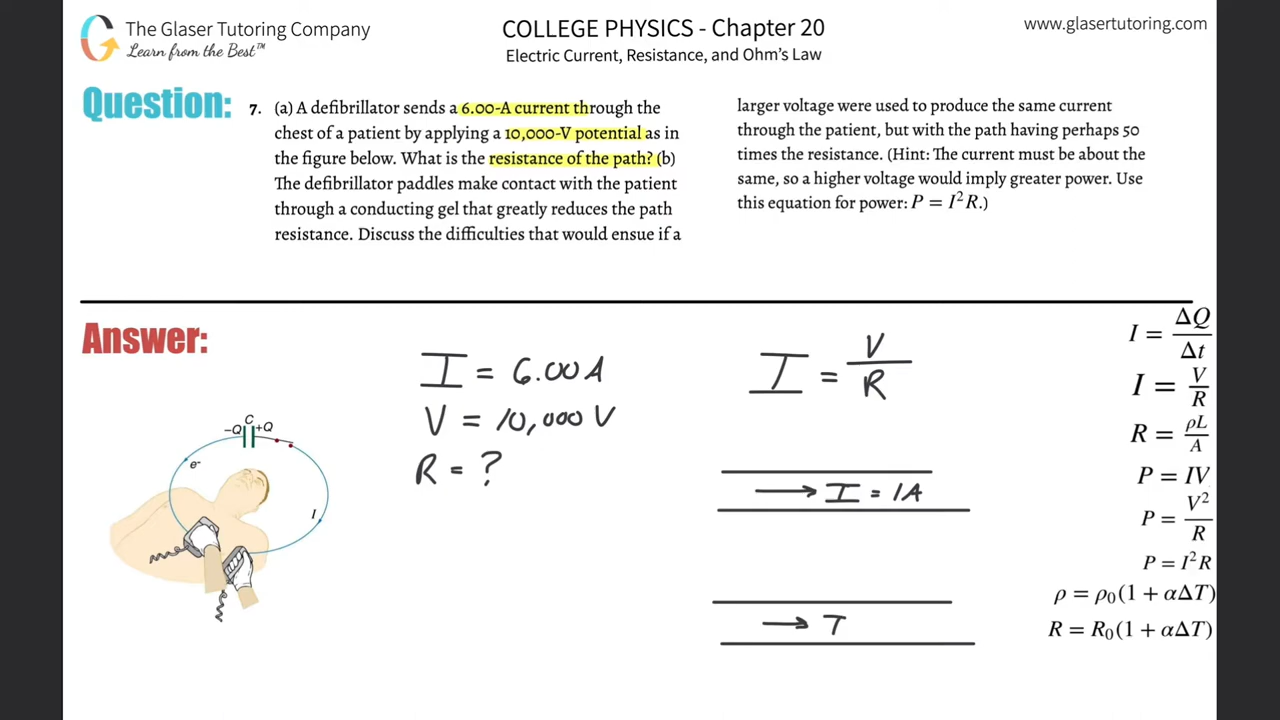 The Glaser Tutoring Company
Learn from the Best™
COLLEGE PHYSICS - Chapter 20
Electric Current, Resistance, and Ohm's Law
www.glasertutoring.com
Question:
7. (a) A defibrillator sends a 6.00-A current through the
chest of a patient by applying a 10,000-V potential as in
the figure below. What is the resistance of the path? (b)
The defibrillator paddles make contact with the patient
through a conducting gel that greatly reduces the path
resistance. Discuss the difficulties that would ensue if a
larger voltage were used to produce the same current
through the patient, but with the path having perhaps 50
times the resistance. (Hint: The current must be about the
same, so a higher voltage would imply greater power. Use
this equation for power: P = I²R.)
Answer:
I = 6.00 A
V = 10,000 V
R = ?
I = V/R
→ I = 1A
→ I
C
-Q +Q
e-
I
I = ΔQ/Δt
I = V/R
R = ρL/A
P = IV
P = V²/R
P = I²R
ρ = ρ₀(1 + αΔT)
R = R₀(1 + αΔT)